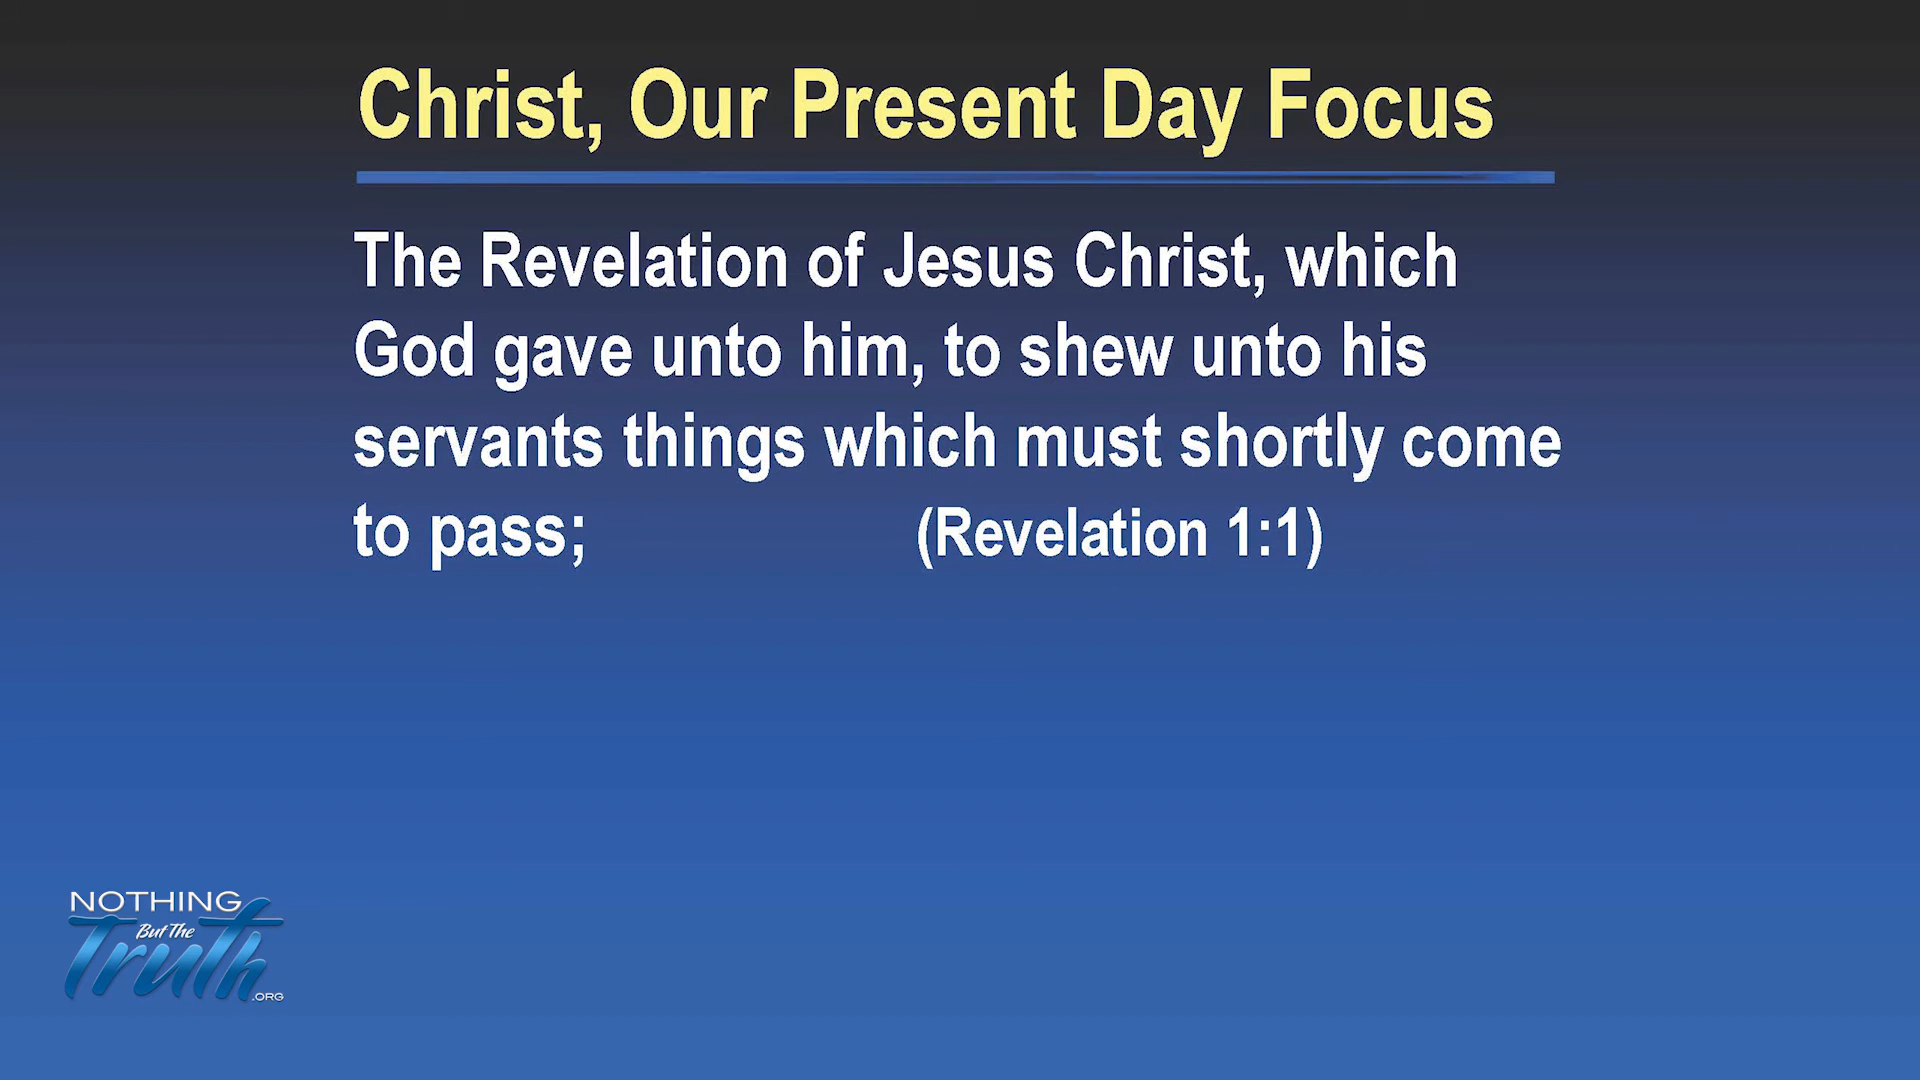 Christ, Our Present Day Focus
The Revelation of Jesus Christ, which
God gave unto him, to shew unto his
servants things which must shortly come
to pass; (Revelation 1:1)
NOTHING
But The
Truth
.ORG